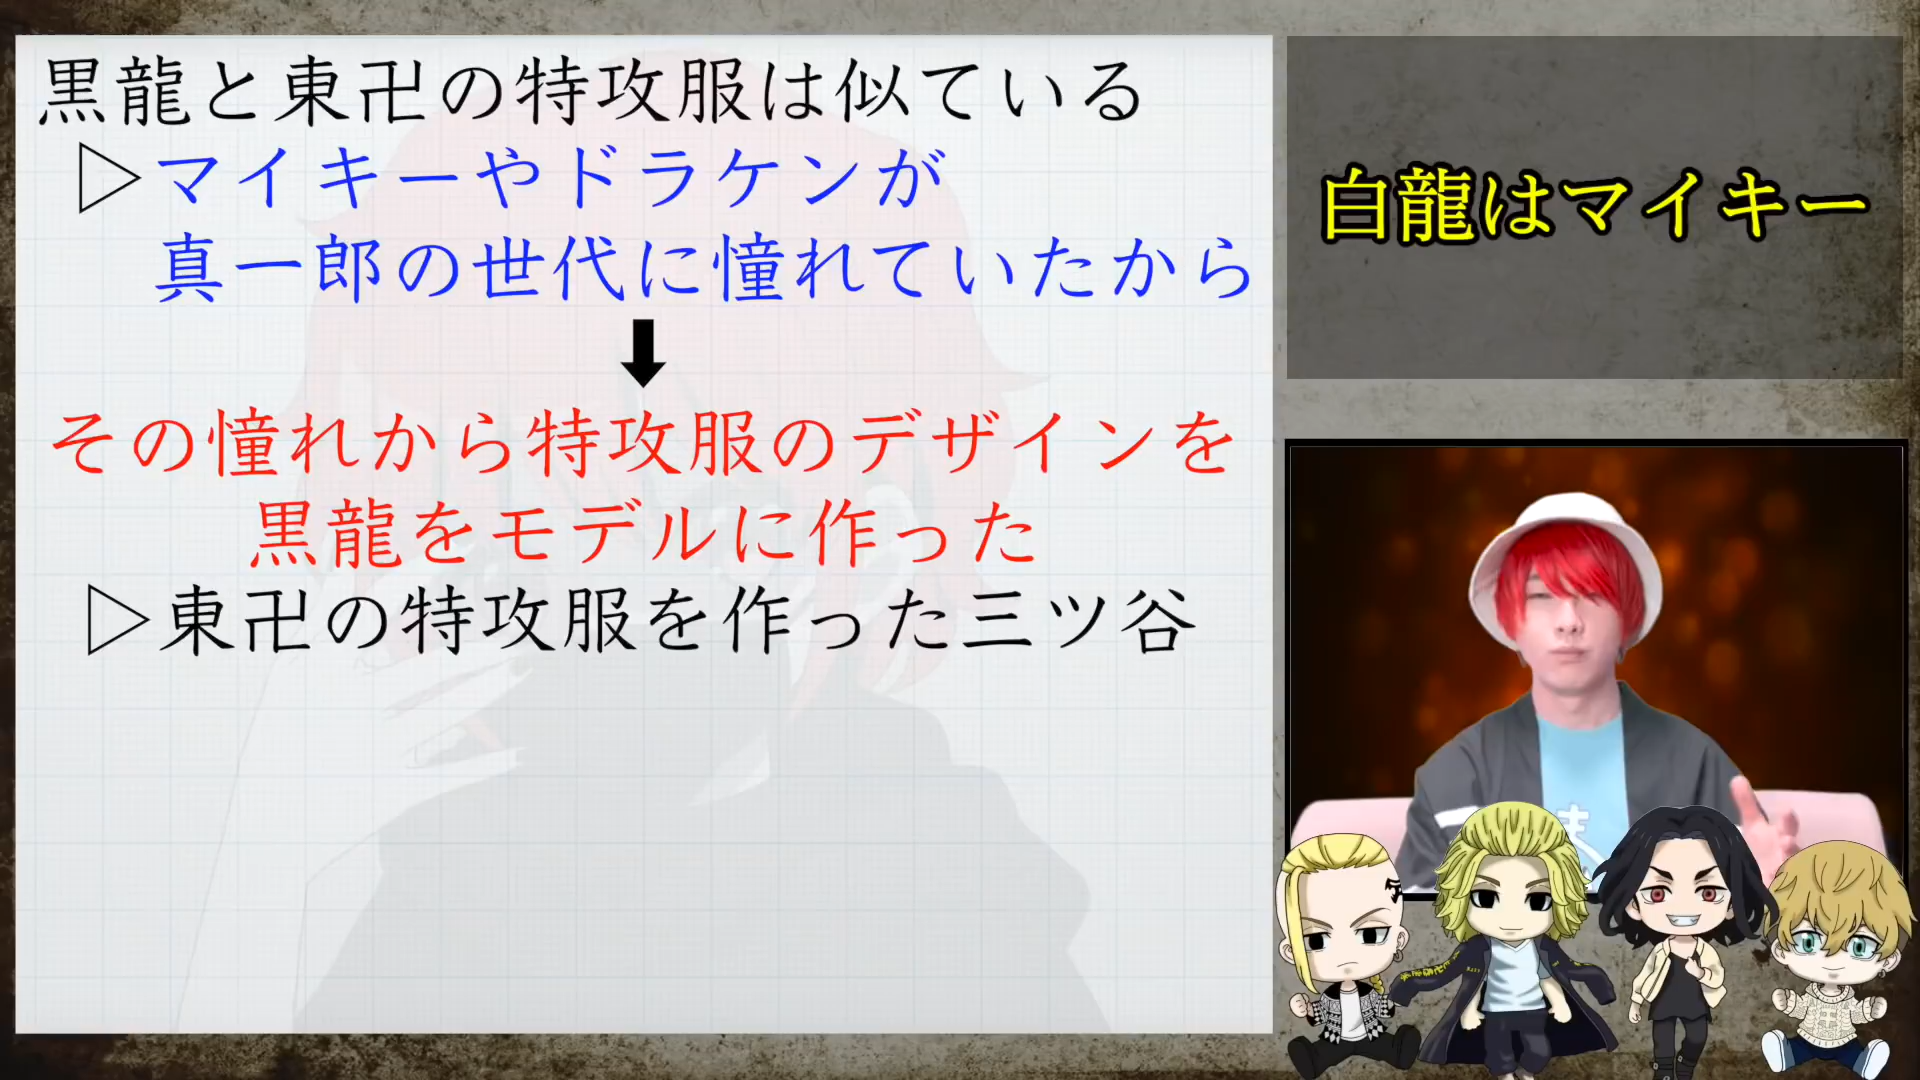 黒龍と東卍の特攻服は似ている
▷マイキーやドラケンが
真一郎の世代に憧れていたから
⬇
その憧れから特攻服のデザインを
黒龍をモデルに作った
▷東卍の特攻服を作った三ツ谷
白龍はマイキー